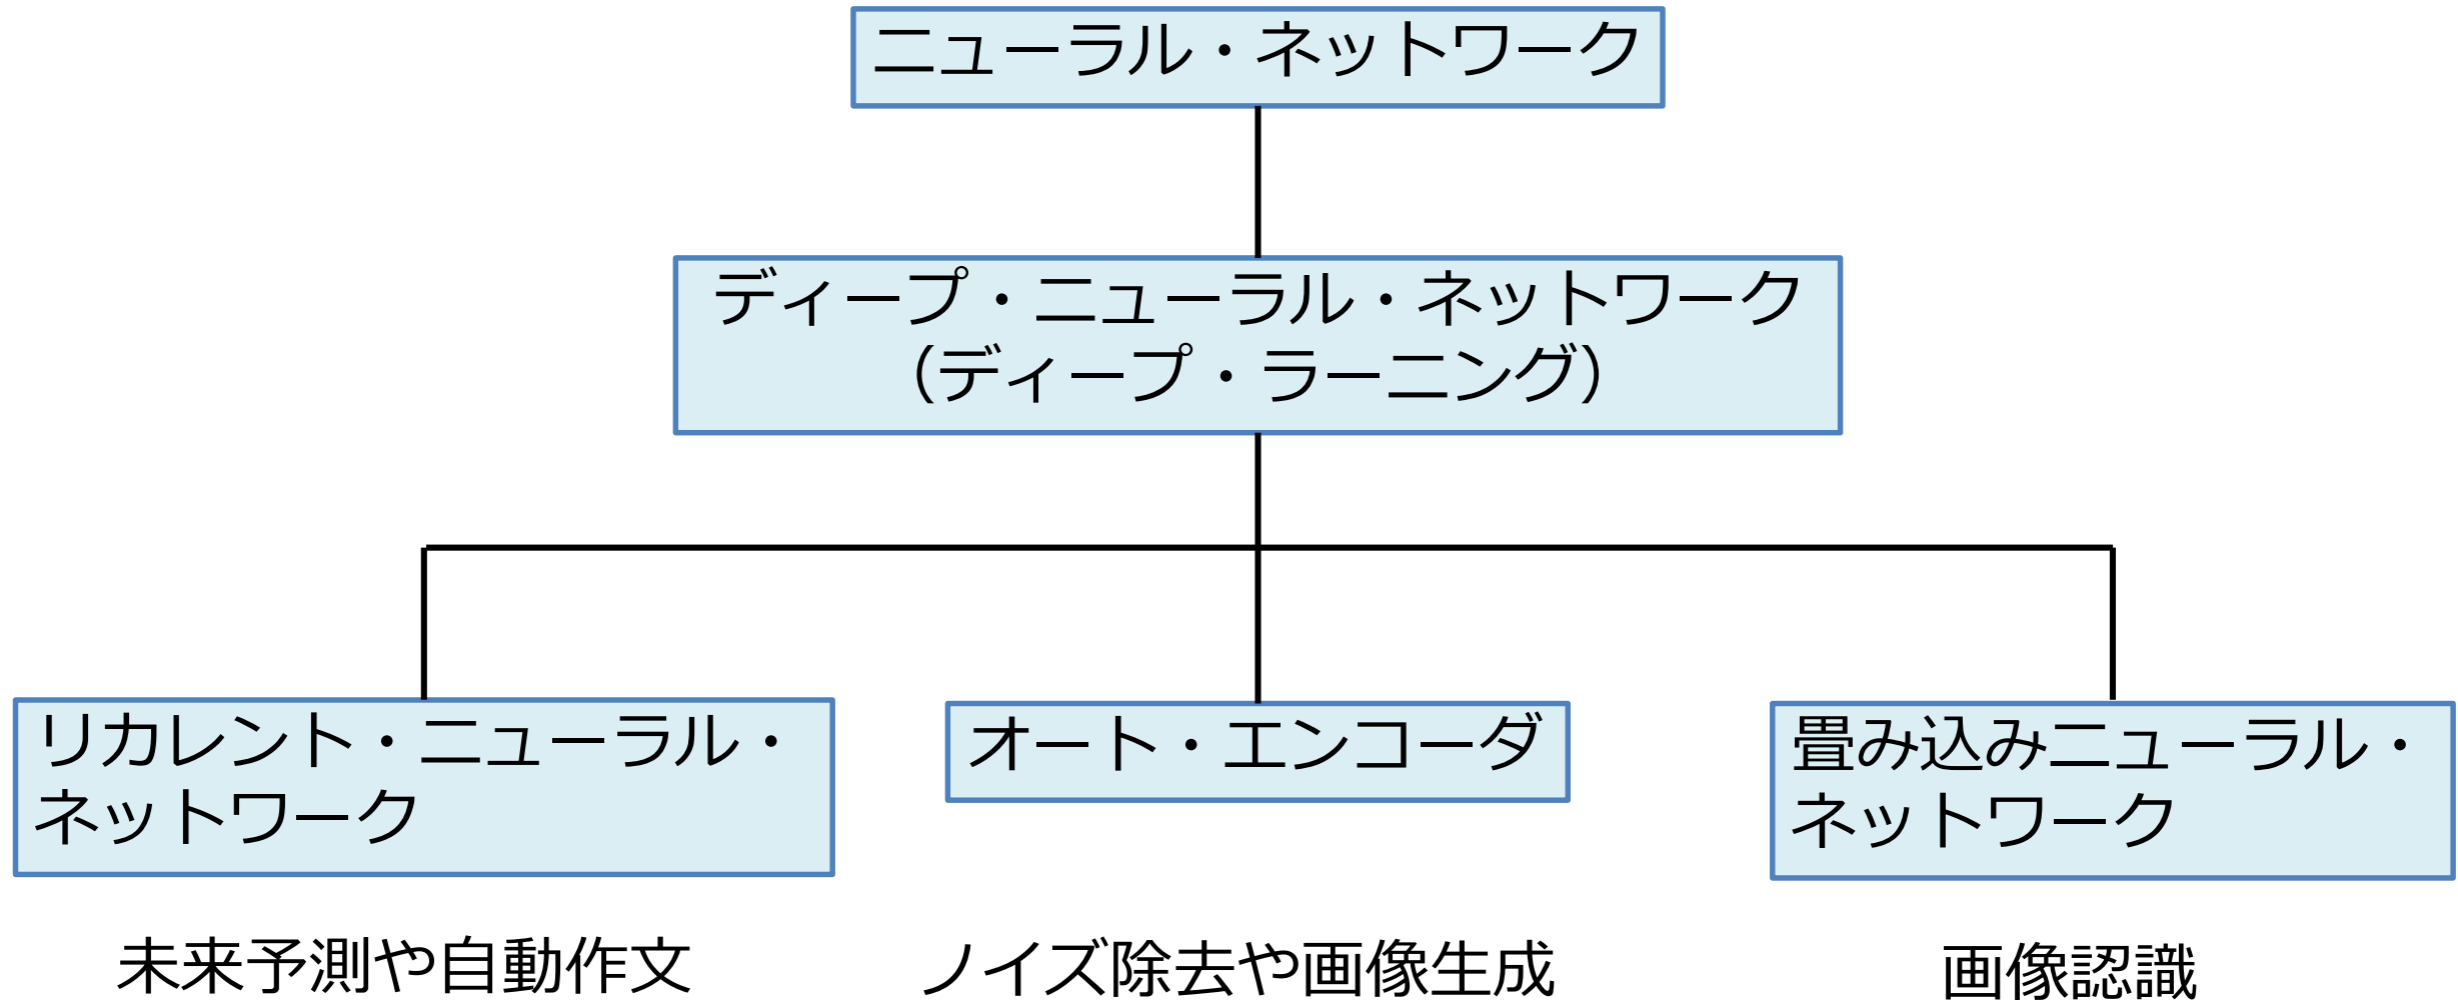 ニューラル・ネットワーク
ディープ・ニューラル・ネットワーク
(ディープ・ラーニング)
リカレント・ニューラル・
ネットワーク
オート・エンコーダ
畳み込みニューラル・
ネットワーク
未来予測や自動作文
ノイズ除去や画像生成
画像認識